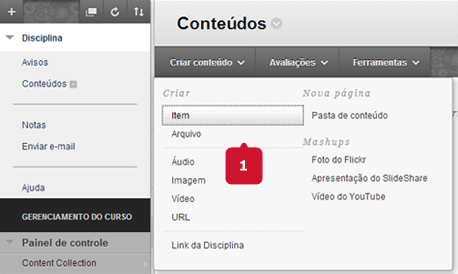 Disciplina
Avisos
Conteúdos
Notas
Enviar e-mail
Ajuda
GERENCIAMENTO DO CURSO
Painel de controle
Content Collection
Conteúdos
Criar conteúdo
Avaliações
Ferramentas
Criar
Item
Arquivo
Áudio
Imagem
Vídeo
URL
Link da Disciplina
1
Nova página
Pasta de conteúdo
Mashups
Foto do Flickr
Apresentação do SlideShare
Vídeo do YouTube